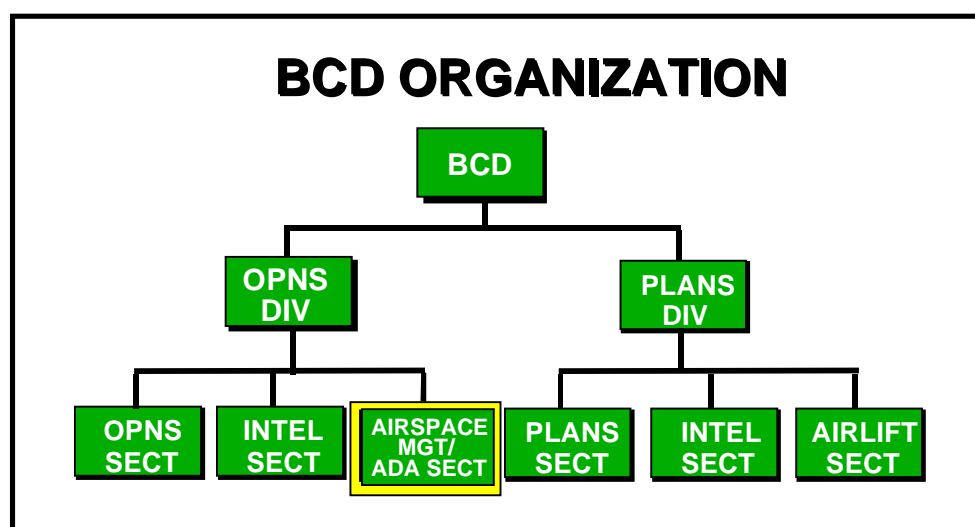 BCD ORGANIZATION
BCD
OPNS
DIV
PLANS
DIV
OPNS
SECT
INTEL
SECT
AIRSPACE
MGT/
ADA SECT
PLANS
SECT
INTEL
SECT
AIRLIFT
SECT